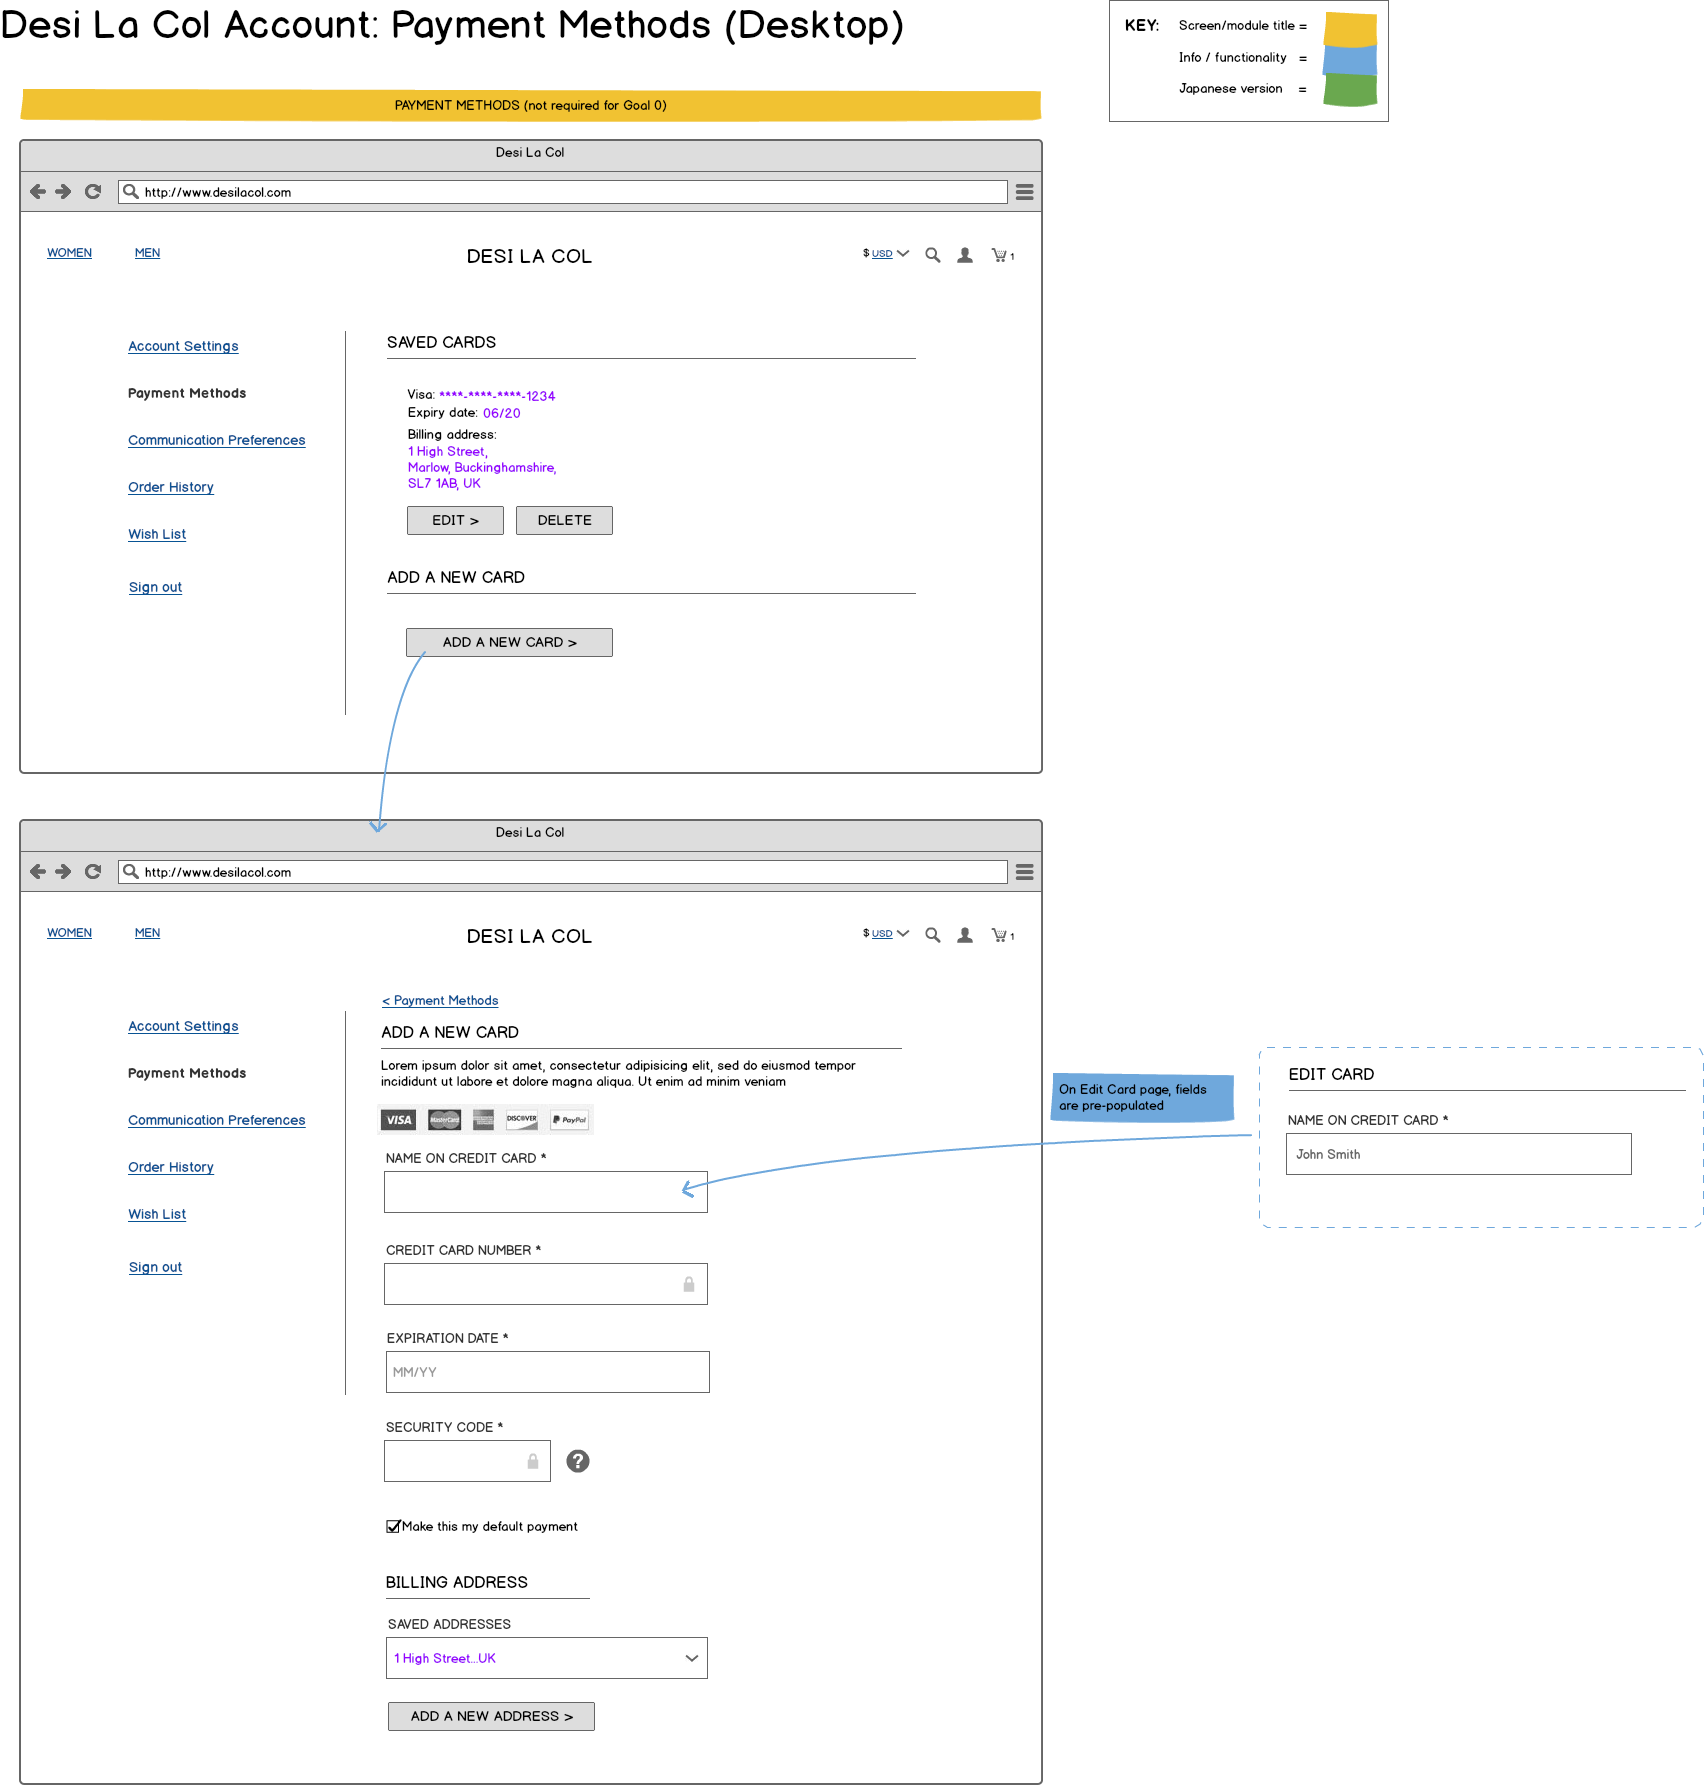 Desi La Col Account: Payment Methods (Desktop)
KEY:
Screen/module title =
Info / functionality =
Japanese version =
PAYMENT METHODS (not required for Goal 0)
Desi La Col
http://www.desilacol.com
WOMEN MEN DESI LA COL $ USD 1
Account Settings
Payment Methods
Communication Preferences
Order History
Wish List
Sign out
SAVED CARDS
Visa: ****-****-****-1234
Expiry date: 06/20
Billing address:
1 High Street,
Marlow, Buckinghamshire,
SL7 1AB, UK
EDIT > DELETE
ADD A NEW CARD
ADD A NEW CARD >
Desi La Col
http://www.desilacol.com
WOMEN MEN DESI LA COL $ USD 1
Account Settings
Payment Methods
Communication Preferences
Order History
Wish List
Sign out
< Payment Methods
ADD A NEW CARD
Lorem ipsum dolor sit amet, consectetur adipisicing elit, sed do eiusmod tempor
incididunt ut labore et dolore magna aliqua. Ut enim ad minim veniam
VISA MasterCard DISCOVER PayPal
NAME ON CREDIT CARD *
CREDIT CARD NUMBER *
EXPIRATION DATE *
MM/YY
SECURITY CODE *
?
Make this my default payment
BILLING ADDRESS
SAVED ADDRESSES
1 High Street...UK
ADD A NEW ADDRESS >
On Edit Card page, fields
are pre-populated
EDIT CARD
NAME ON CREDIT CARD *
John Smith